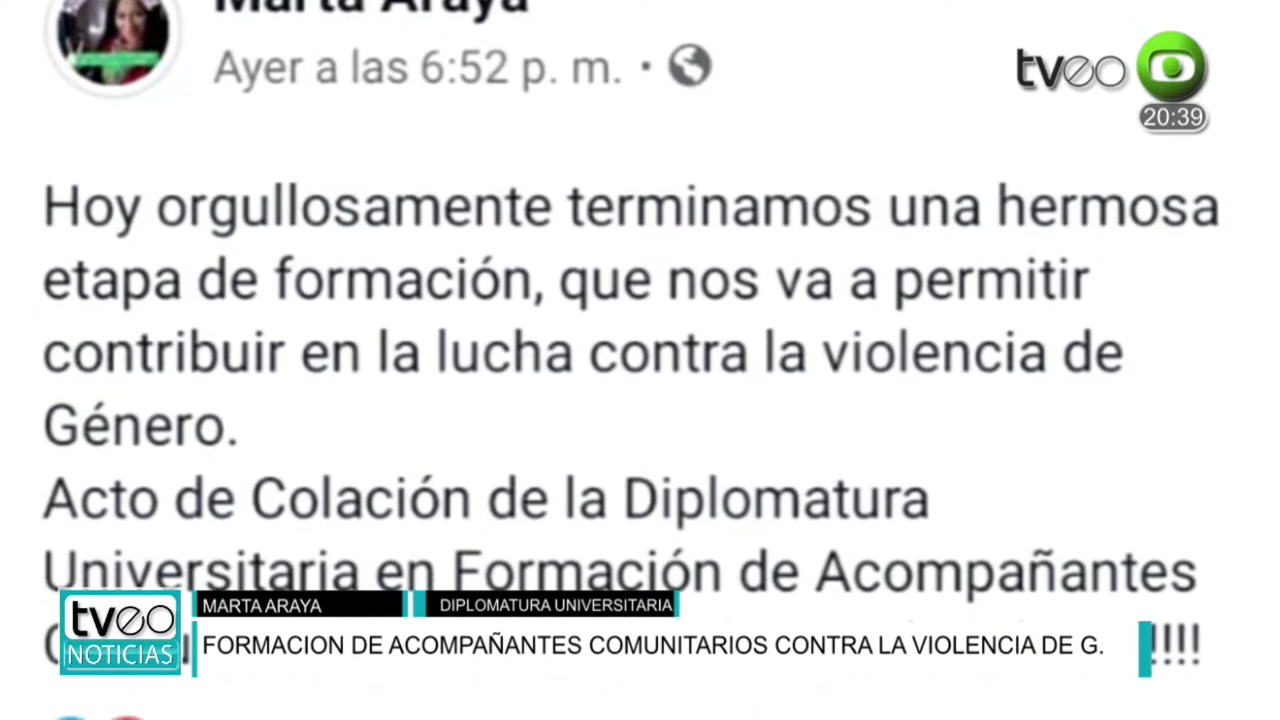 Marta Araya
Ayer a las 6:52 p. m. ·
tveo
20:39
Hoy orgullosamente terminamos una hermosa
etapa de formación, que nos va a permitir
contribuir en la lucha contra la violencia de
Género.
Acto de Colación de la Diplomatura
Universitaria en Formación de Acompañantes
!!!!
tveo
NOTICIAS
MARTA ARAYA
DIPLOMATURA UNIVERSITARIA
FORMACION DE ACOMPAÑANTES COMUNITARIOS CONTRA LA VIOLENCIA DE G.